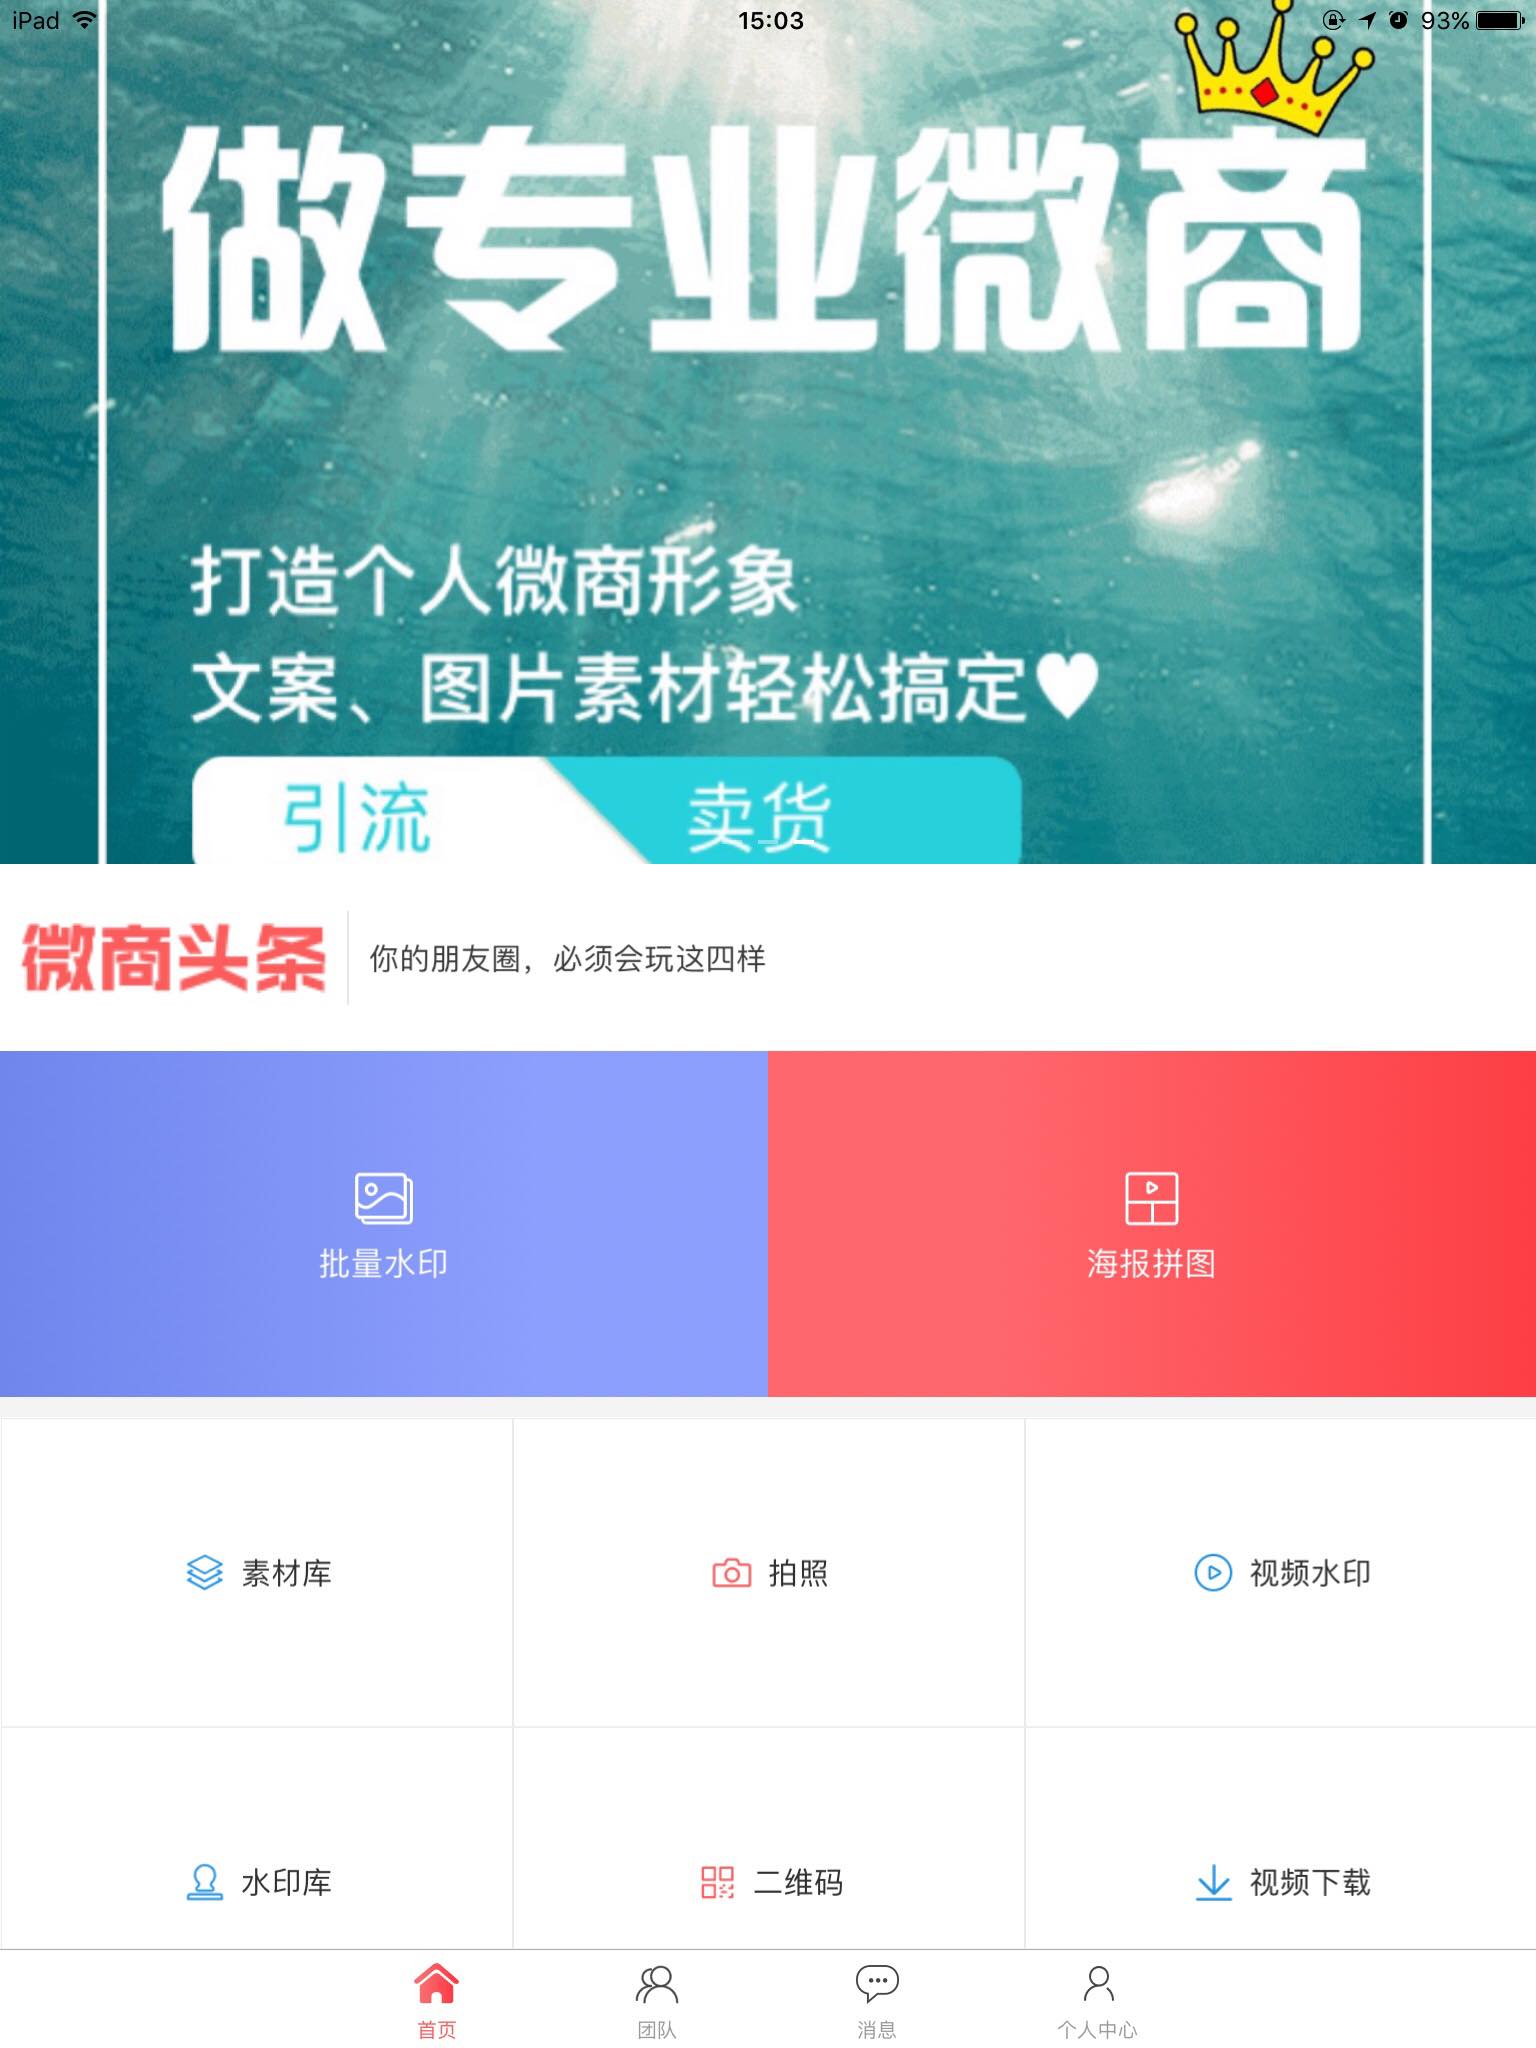 iPad 15:03 93%
做专业微商
打造个人微商形象
文案、图片素材轻松搞定♥
引流 卖货
微商头条 你的朋友圈，必须会玩这四样
批量水印 海报拼图
素材库 拍照 视频水印
水印库 二维码 视频下载
首页 团队 消息 个人中心